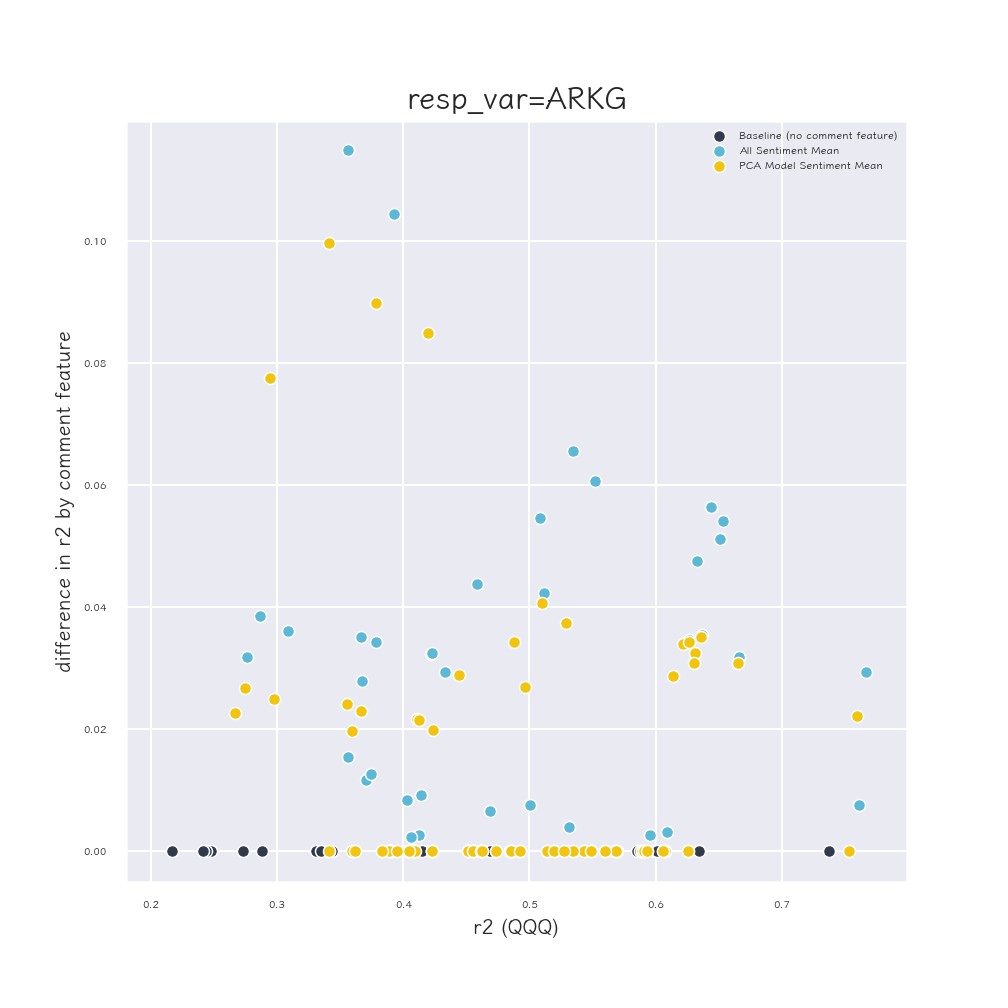 resp_var=ARKG
Baseline (no comment feature)
All Sentiment Mean
PCA Model Sentiment Mean
difference in r2 by comment feature
0.10
0.08
0.06
0.04
0.02
0.00
0.2 0.3 0.4 0.5 0.6 0.7
r2 (QQQ)